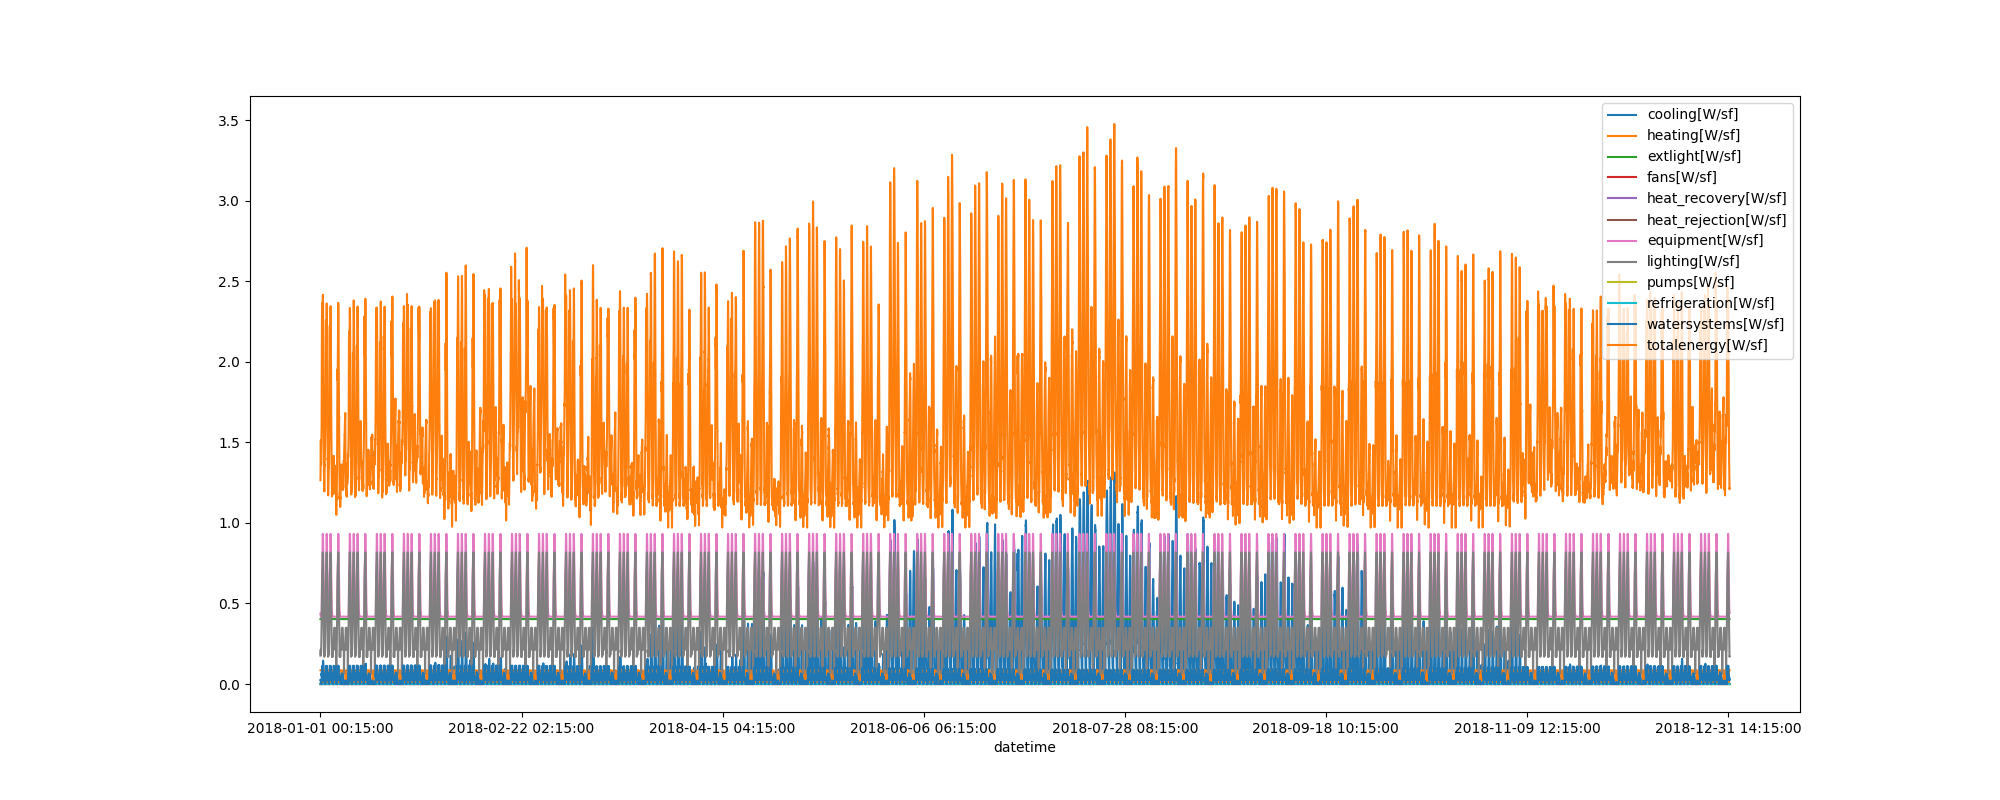 3.5
3.0
2.5
2.0
1.5
1.0
0.5
0.0
cooling[W/sf]
heating[W/sf]
extlight[W/sf]
fans[W/sf]
heat_recovery[W/sf]
heat_rejection[W/sf]
equipment[W/sf]
lighting[W/sf]
pumps[W/sf]
refrigeration[W/sf]
watersystems[W/sf]
totalenergy[W/sf]
2018-01-01 00:15:00 2018-02-22 02:15:00 2018-04-15 04:15:00 2018-06-06 06:15:00 2018-07-28 08:15:00 2018-09-18 10:15:00 2018-11-09 12:15:00 2018-12-31 14:15:00
datetime